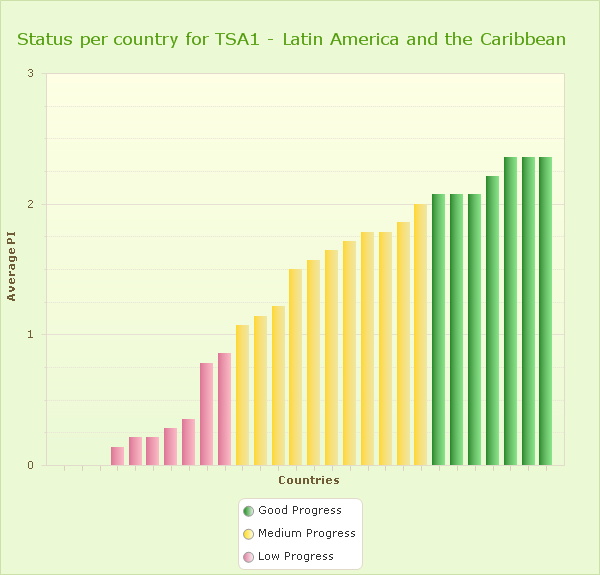 Status per country for TSA1 - Latin America and the Caribbean
3
2
1
0
Average PI
Countries
Good Progress
Medium Progress
Low Progress